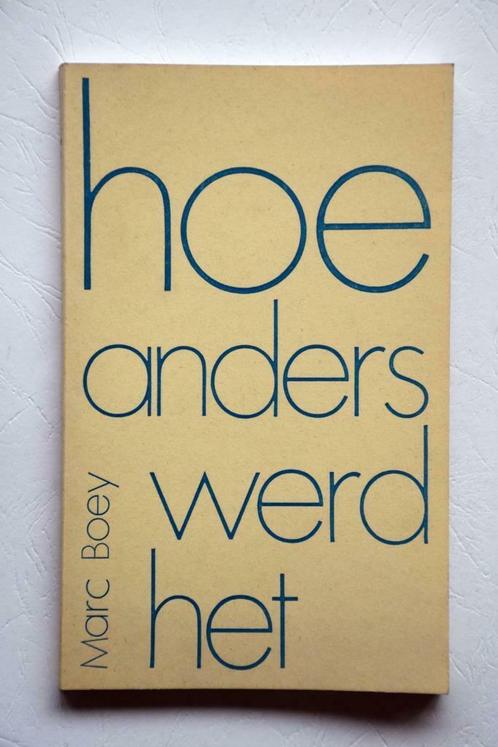 hoe
anders
werd
het
Marc Boey